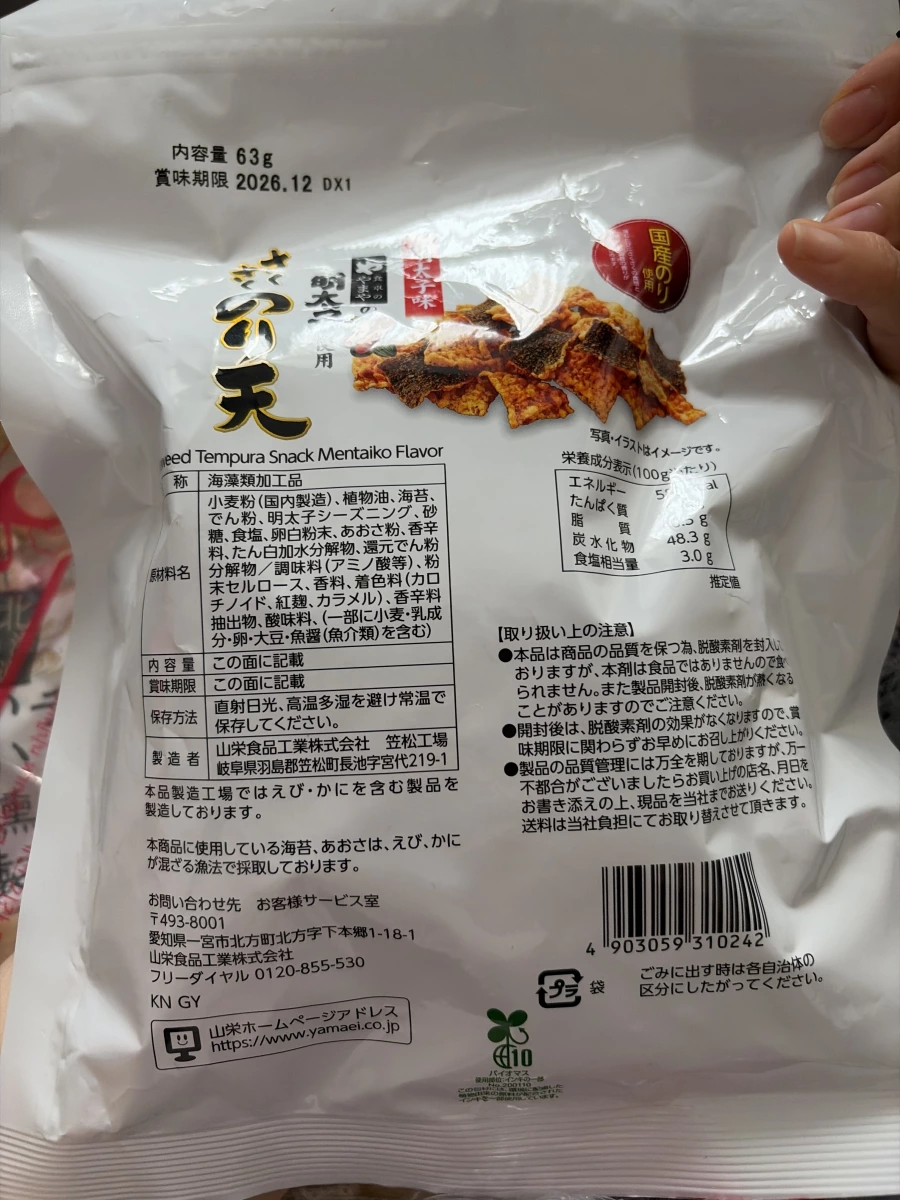 内容量 63g
賞味期限 2026.12 DX1
さくさく
のり天
明太子味
やまやの
明太子使用
国産のり
使用
写真・イラストはイメージです。
eed Tempura Snack Mentaiko Flavor
称 海藻類加工品
原材料名
小麦粉(国内製造)、植物油、海苔、
でん粉、明太子シーズニング、砂
糖、食塩、卵白粉末、あおさ粉、香辛
料、たん白加水分解物、還元でん粉
分解物/調味料(アミノ酸等)、粉
末セルロース、香料、着色料(カロ
チノイド、紅麹、カラメル)、香辛料
抽出物、酸味料、(一部に小麦・乳成
分・卵・大豆・魚醤(魚介類)を含む)
内容量 この面に記載
賞味期限 この面に記載
保存方法 直射日光、高温多湿を避け常温で
保存してください。
製造者 山栄食品工業株式会社 笠松工場
岐阜県羽島郡笠松町長池字宮代219-1
本品製造工場ではえび・かにを含む製品を
製造しております。
本商品に使用している海苔、あおさは、えび、かに
が混ざる漁法で採取しております。
お問い合わせ先 お客様サービス室
〒493-8001
愛知県一宮市北方町北方字下本郷1-18-1
山栄食品工業株式会社
フリーダイヤル 0120-855-530
KN GY
山栄ホームページアドレス
https://www.yamaei.co.jp
栄養成分表示(100g当たり)
エネルギー
たんぱく質
脂質
炭水化物 48.3 g
食塩相当量 3.0 g
推定値
【取り扱い上の注意】
●本品は商品の品質を保つ為、脱酸素剤を封入して
おりますが、本剤は食品ではありませんので食べ
られません。また製品開封後、脱酸素剤が熱くなる
ことがありますのでご注意ください。
●開封後は、脱酸素剤の効果がなくなりますので、賞
味期限に関わらずお早めにお召し上がりください。
●製品の品質管理には万全を期しておりますが、万一
不都合がございましたらお買い上げの店名、月日を
お書き添えの上、現品を当社までお送りください。
送料は当社負担にてお取り替えさせて頂きます。
4 903059 310242
プラ 袋
ごみに出す時は各自治体の
区分にしたがってください。
10
バイオマス
使用部位:インキの一部
No.200110